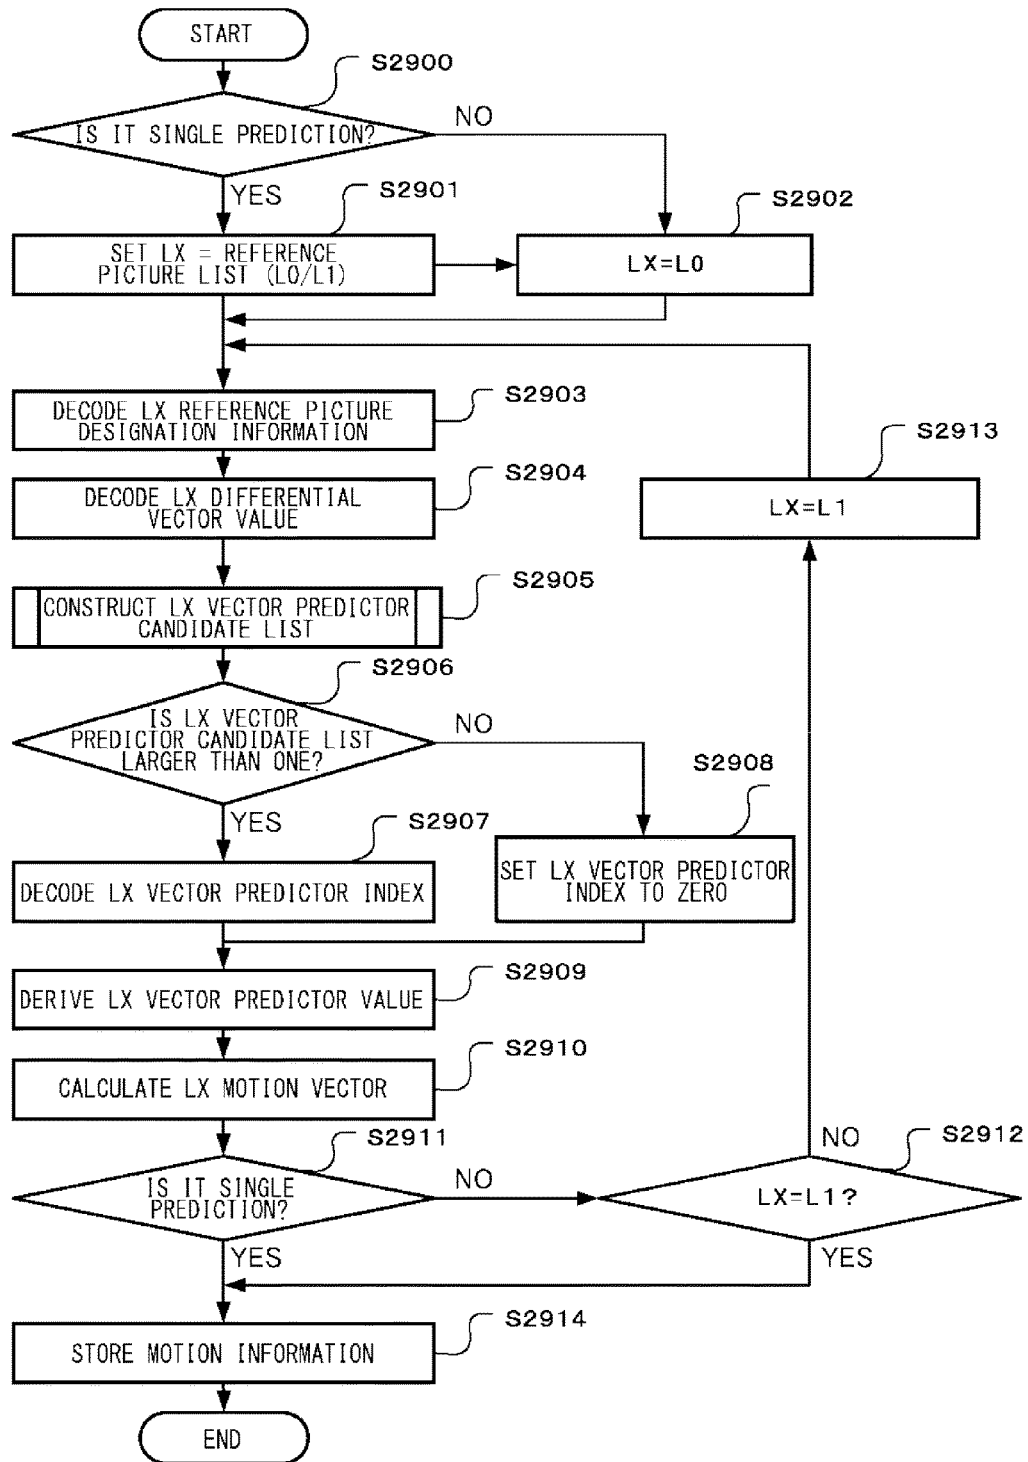 START
S2900
IS IT SINGLE PREDICTION?
NO
YES
S2901
S2902
SET LX = REFERENCE
PICTURE LIST (L0/L1)
LX=L0
S2903
DECODE LX REFERENCE PICTURE
DESIGNATION INFORMATION
S2913
S2904
DECODE LX DIFFERENTIAL
VECTOR VALUE
LX=L1
S2905
CONSTRUCT LX VECTOR PREDICTOR
CANDIDATE LIST
S2906
IS LX VECTOR
PREDICTOR CANDIDATE LIST
LARGER THAN ONE?
NO
S2908
YES
S2907
DECODE LX VECTOR PREDICTOR INDEX
SET LX VECTOR PREDICTOR
INDEX TO ZERO
S2909
DERIVE LX VECTOR PREDICTOR VALUE
S2910
CALCULATE LX MOTION VECTOR
S2911
NO
S2912
IS IT SINGLE
PREDICTION?
NO
LX=L1?
YES
YES
S2914
STORE MOTION INFORMATION
END